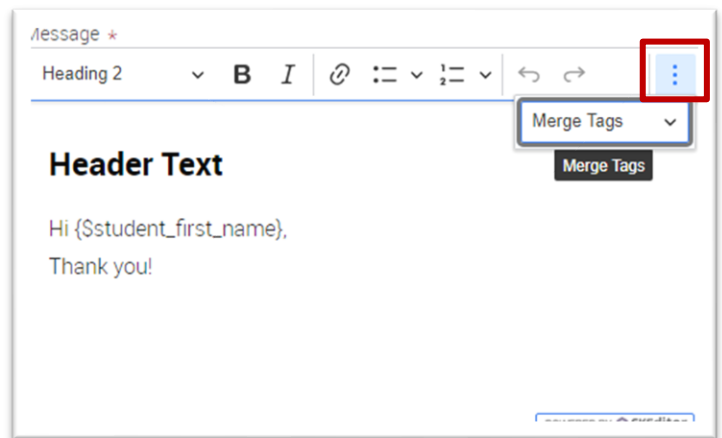 Message *
Heading 2 B I
Merge Tags
Merge Tags
Header Text
Hi {$student_first_name},
Thank you!